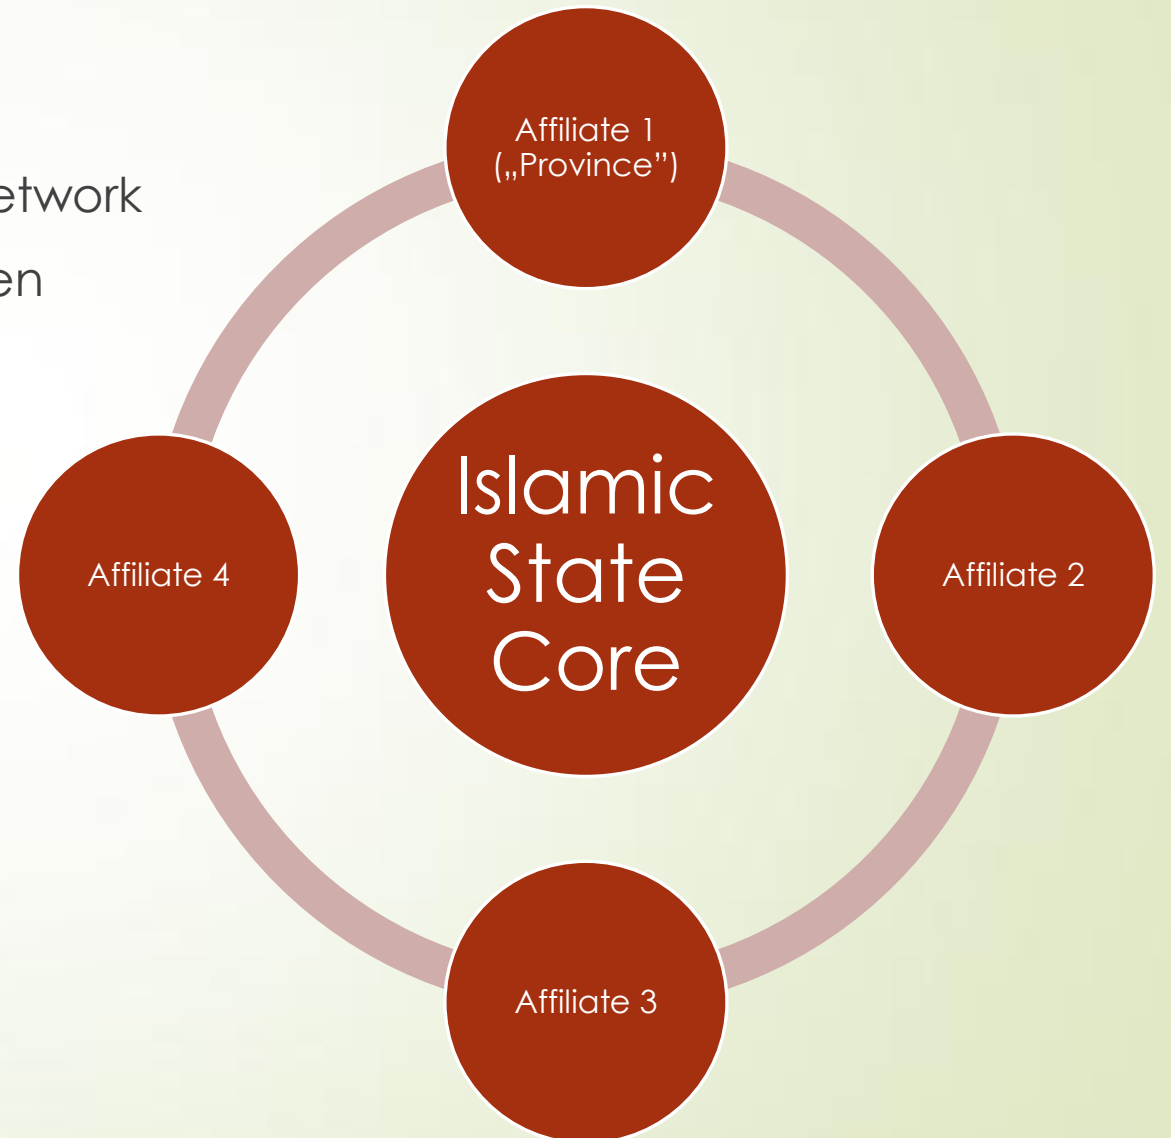 etwork
en
Affiliate 1
(„Province”)
Islamic
State
Core
Affiliate 4
Affiliate 2
Affiliate 3